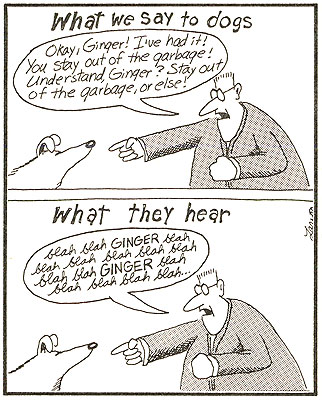 What we say to dogs
Okay, Ginger! I've had it!
You stay out of the garbage!
Understand, Ginger? Stay out
of the garbage, or else!
What they hear
blah blah GINGER blah
blah blah blah blah blah
blah blah GINGER blah
blah blah blah blah...
Larson